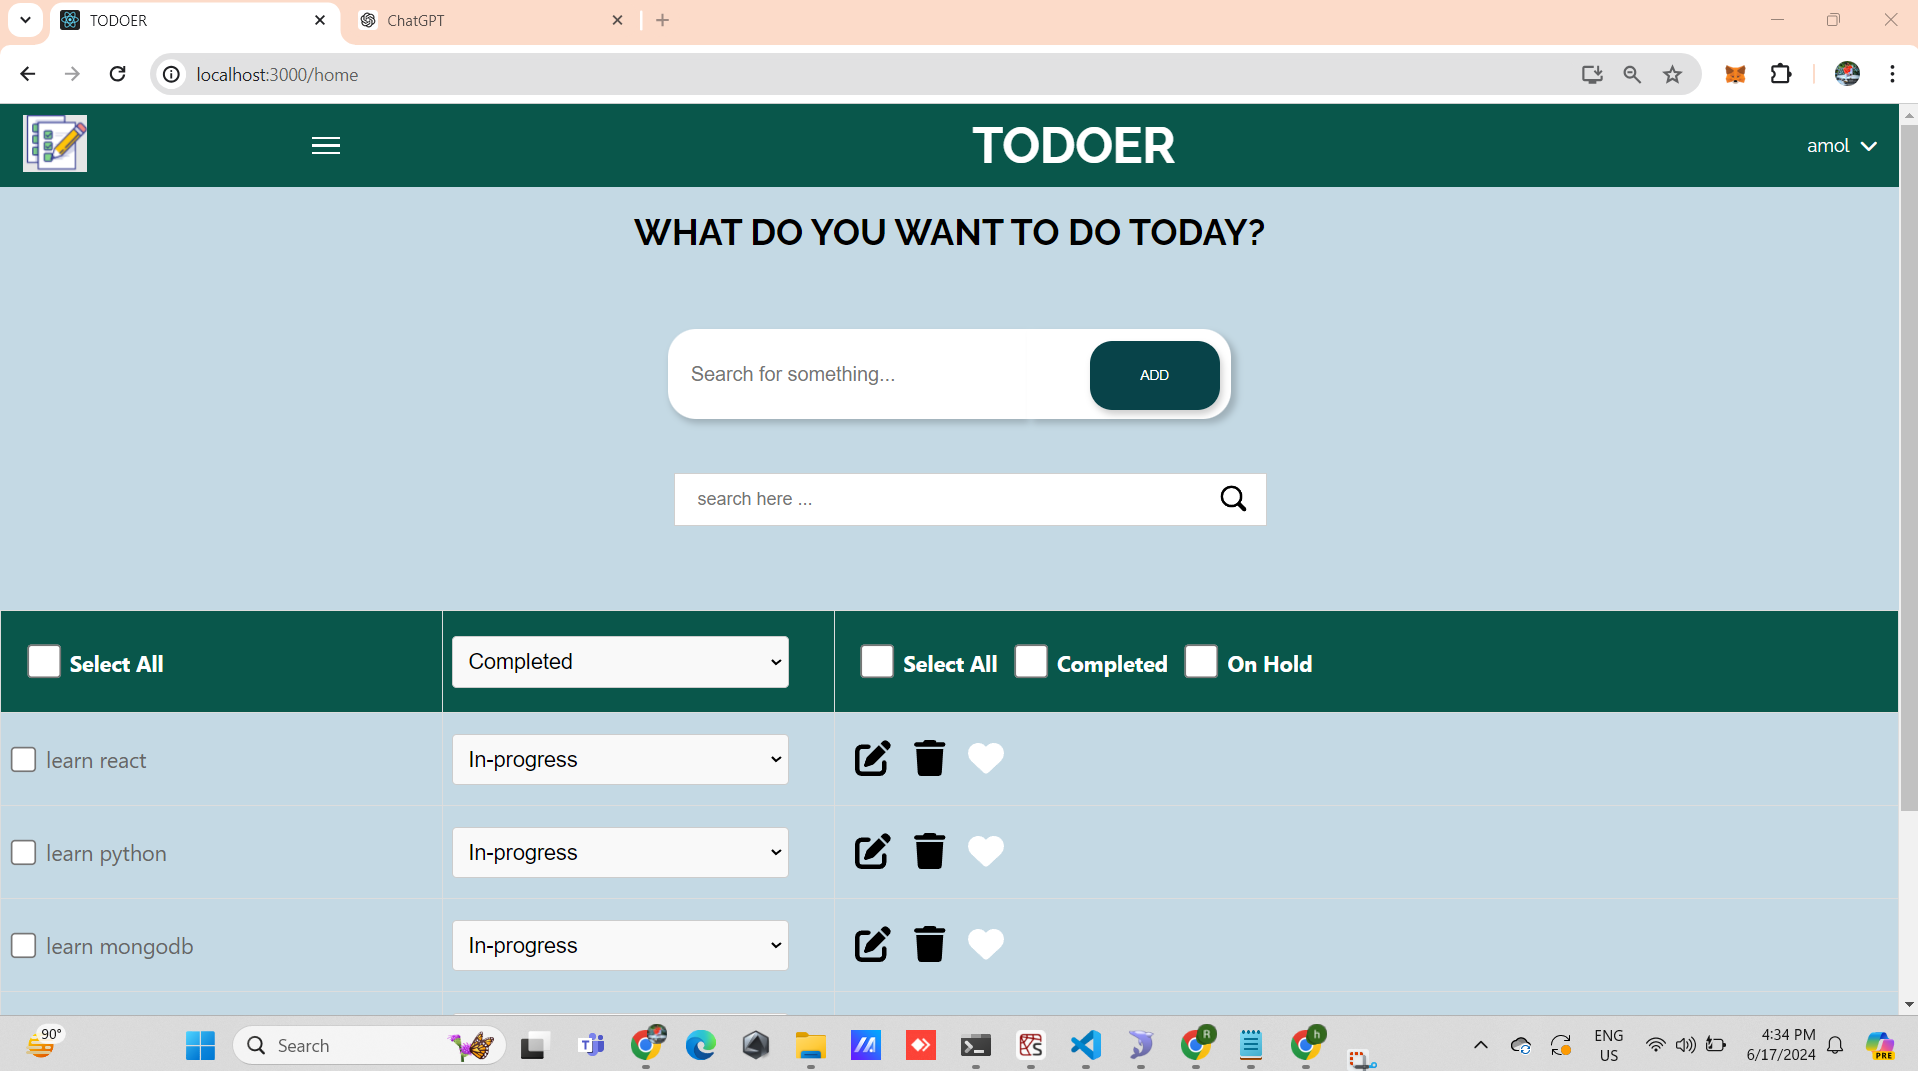 TODOER
ChatGPT
localhost:3000/home
TODOER
amol
WHAT DO YOU WANT TO DO TODAY?
Search for something...
ADD
search here ...
Select All
Completed
Select All
Completed
On Hold
learn react
In-progress
learn python
In-progress
learn mongodb
In-progress
90°
Search
T
R
h
ENG
US
4:34 PM
6/17/2024
PRE